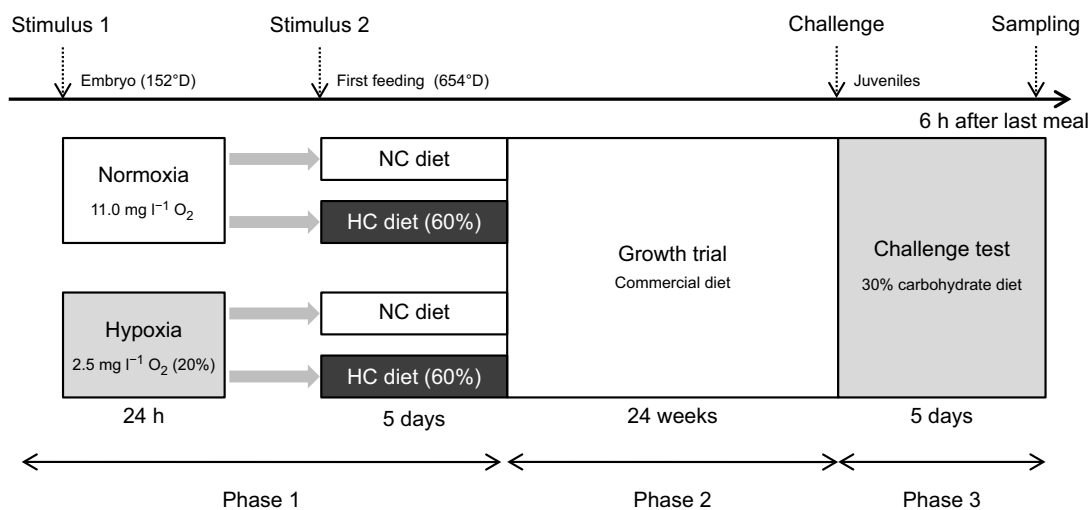 Stimulus 1
Stimulus 2
Challenge
Sampling
Embryo (152°D)
First feeding (654°D)
Juveniles
6 h after last meal
Normoxia
11.0 mg l⁻¹ O₂
NC diet
HC diet (60%)
Hypoxia
2.5 mg l⁻¹ O₂ (20%)
NC diet
HC diet (60%)
Growth trial
Commercial diet
Challenge test
30% carbohydrate diet
24 h
5 days
24 weeks
5 days
Phase 1
Phase 2
Phase 3